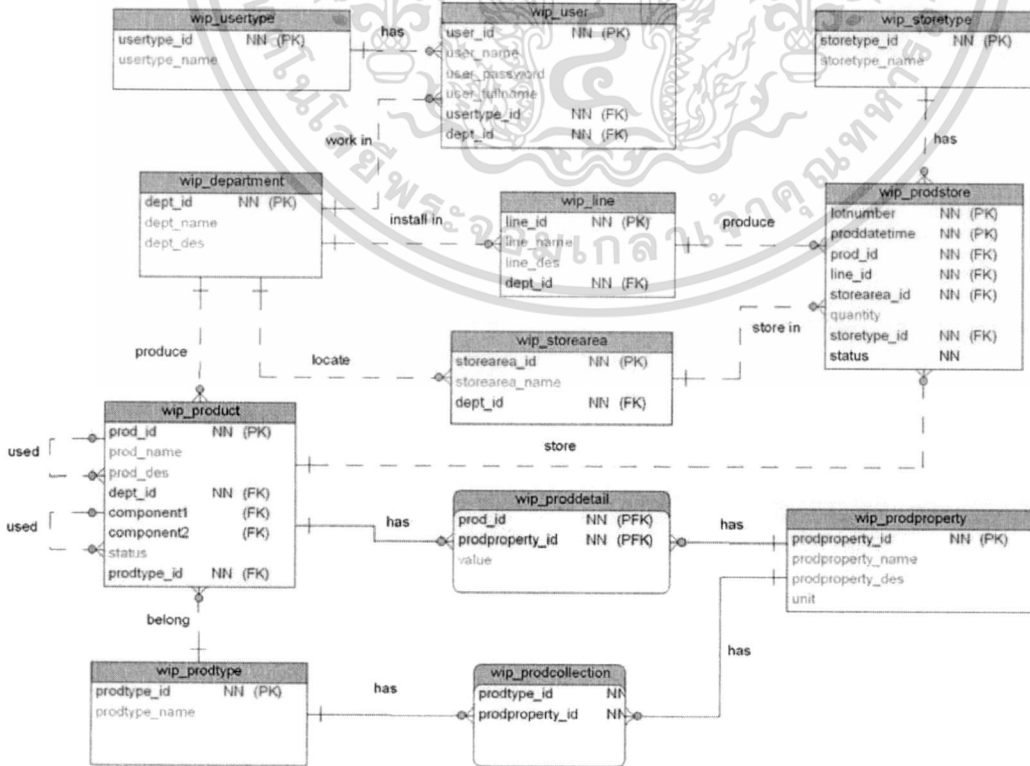 wip_usertype
usertype_id NN (PK)
usertype_name
has
wip_user
user_id NN (PK)
user_name
user_password
user_fullname
usertype_id NN (FK)
dept_id NN (FK)
wip_storetype
storetype_id NN (PK)
storetype_name
work in
has
wip_department
dept_id NN (PK)
dept_name
dept_des
install in
wip_line
line_id NN (PK)
line_name
line_des
dept_id NN (FK)
produce
wip_prodstore
lotnumber NN (PK)
proddatetime NN (PK)
prod_id NN (FK)
line_id NN (FK)
storearea_id NN (FK)
quantity
storetype_id NN (FK)
status NN
produce
locate
wip_storearea
storearea_id NN (PK)
storearea_name
dept_id NN (FK)
store in
wip_product
prod_id NN (PK)
prod_name
prod_des
dept_id NN (FK)
component1 (FK)
component2 (FK)
status
prodtype_id NN (FK)
used
used
store
has
wip_proddetail
prod_id NN (PFK)
prodproperty_id NN (PFK)
value
has
wip_prodproperty
prodproperty_id NN (PK)
prodproperty_name
prodproperty_des
unit
belong
has
wip_prodtype
prodtype_id NN (PK)
prodtype_name
has
wip_prodcollection
prodtype_id NN
prodproperty_id NN